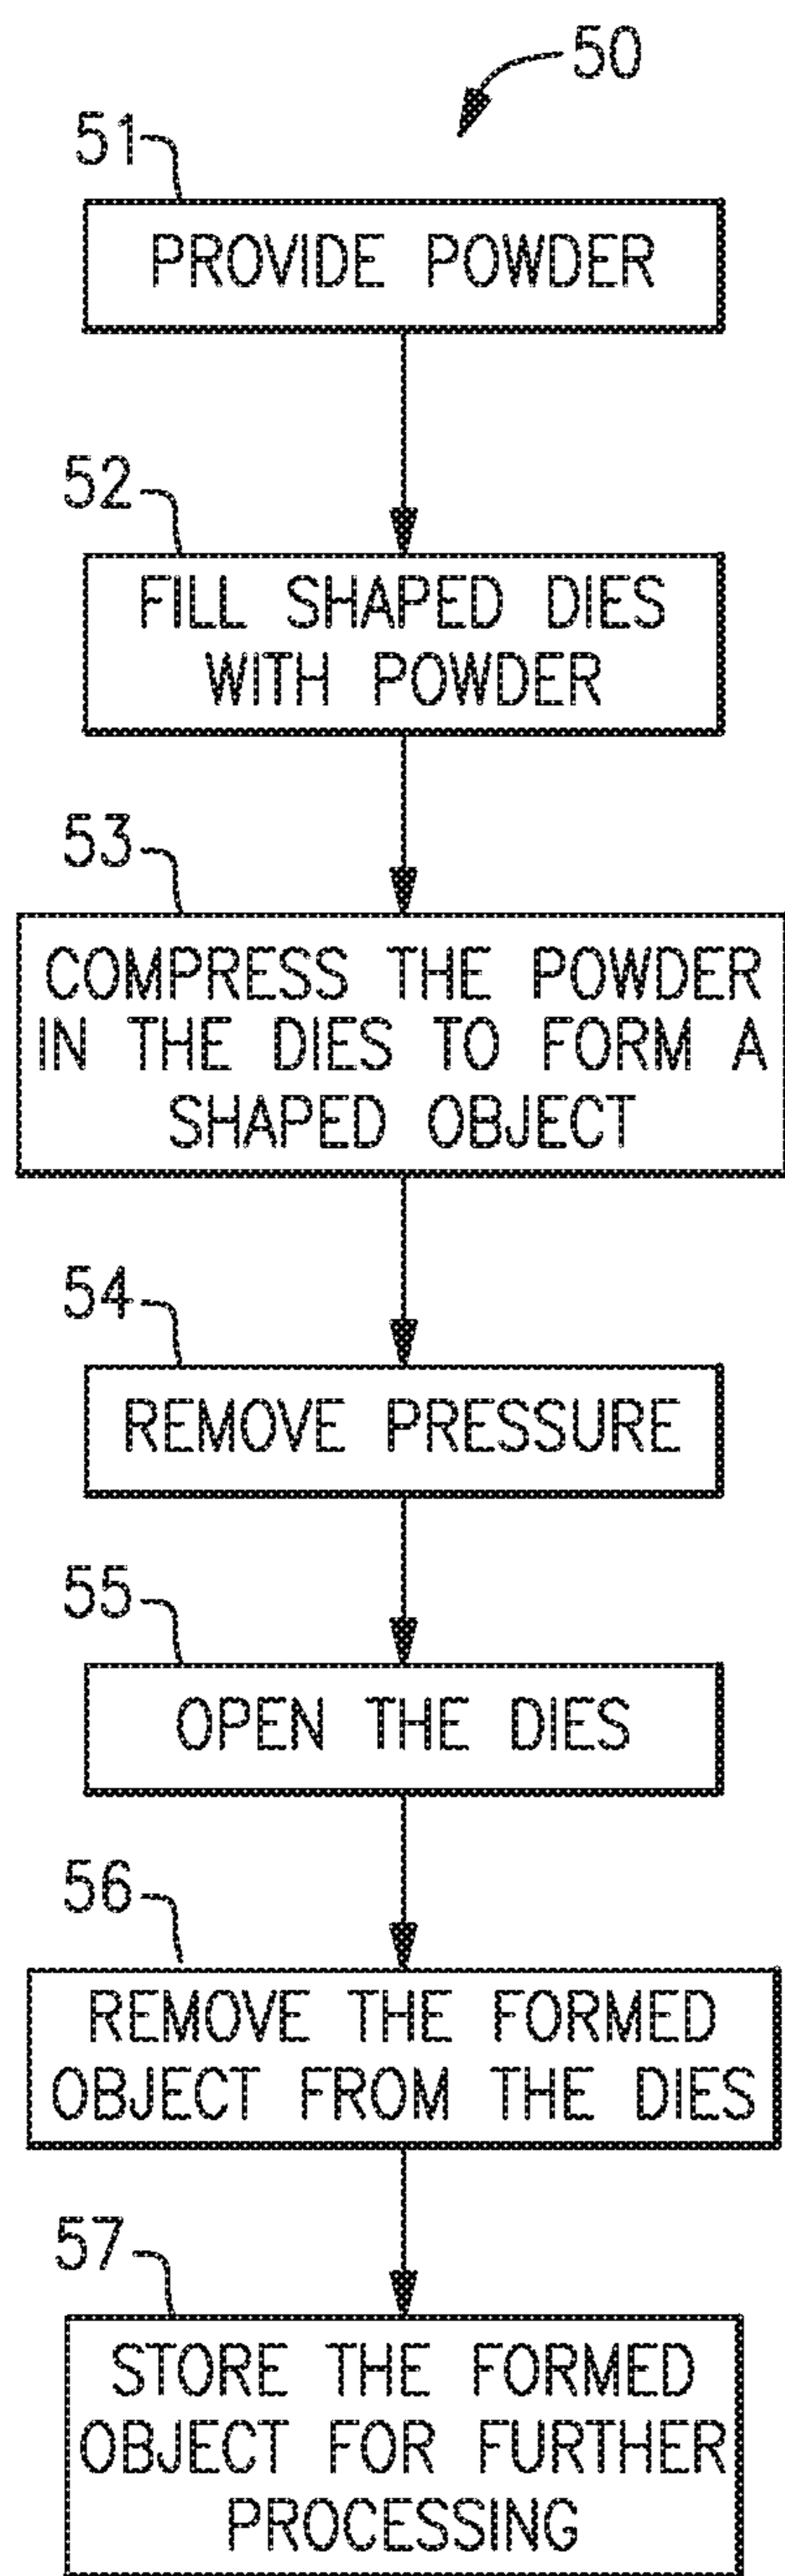 50
51
PROVIDE POWDER
52
FILL SHAPED DIES
WITH POWDER
53
COMPRESS THE POWDER
IN THE DIES TO FORM A
SHAPED OBJECT
54
REMOVE PRESSURE
55
OPEN THE DIES
56
REMOVE THE FORMED
OBJECT FROM THE DIES
57
STORE THE FORMED
OBJECT FOR FURTHER
PROCESSING